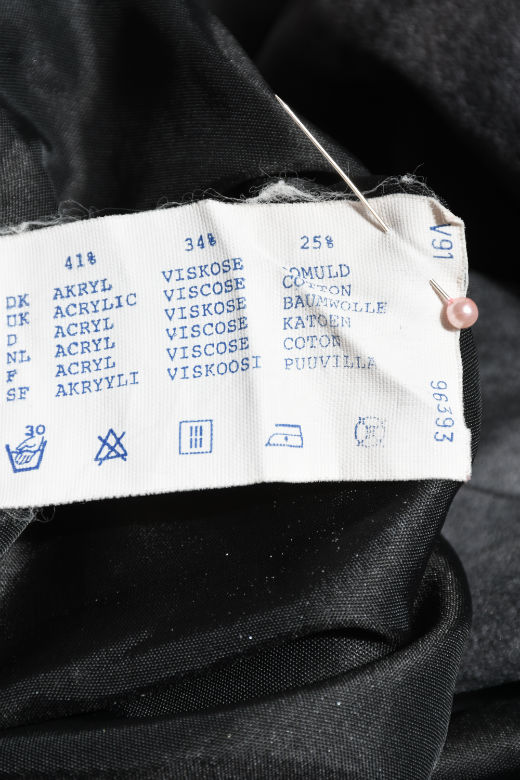 41% 34% 25%
DK AKRYL VISKOSE OMULD
UK ACRYLIC VISCOSE COTTON
D ACRYL VISKOSE BAUMWOLLE
NL ACRYL VISCOSE KATOEN
F ACRYL VISCOSE COTON
SF AKRYYLI VISKOOSI PUUVILLA
30
V91
96393